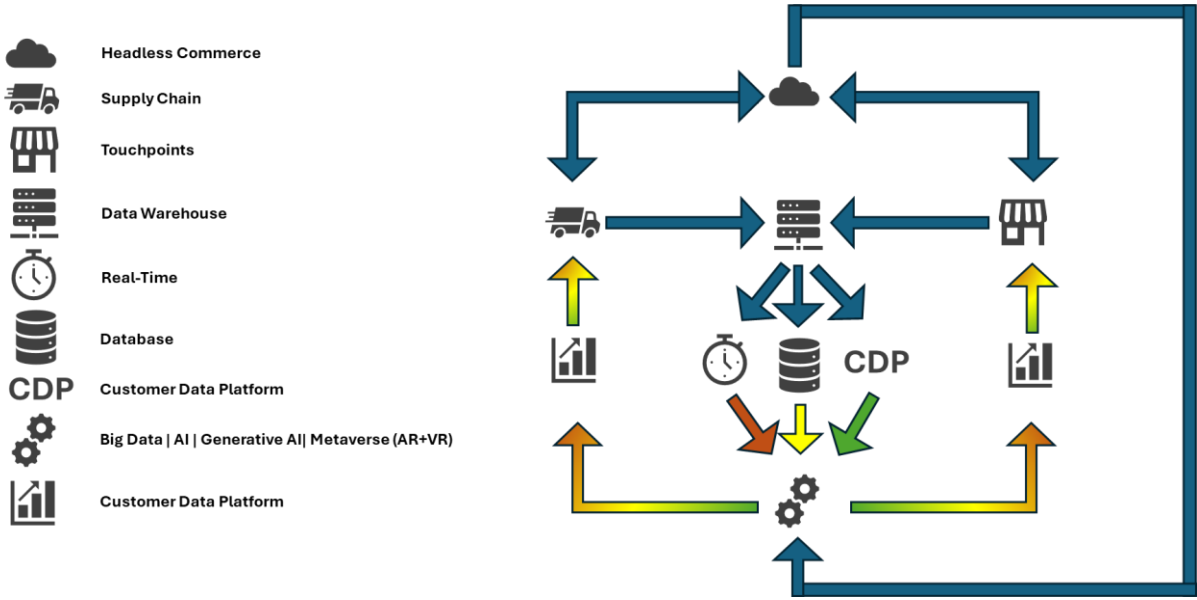 Headless Commerce
Supply Chain
Touchpoints
Data Warehouse
Real-Time
Database
CDP Customer Data Platform
Big Data | AI | Generative AI| Metaverse (AR+VR)
Customer Data Platform
CDP